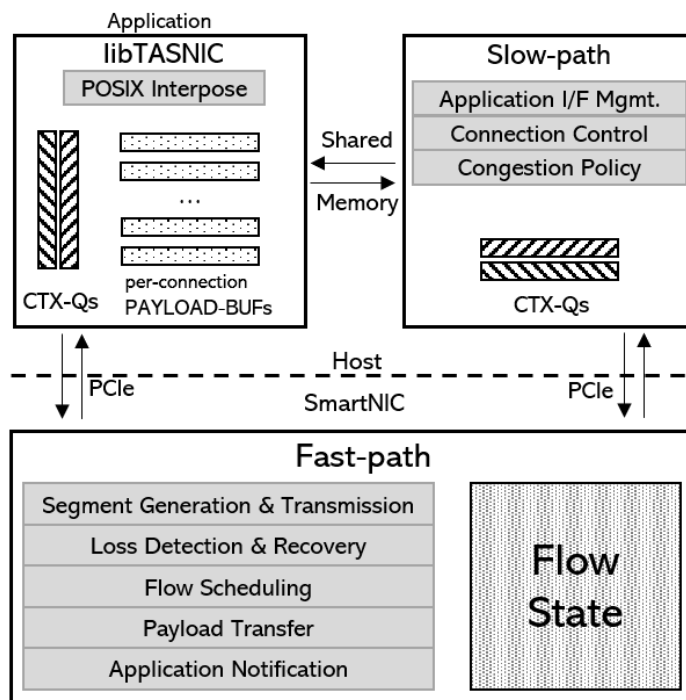 Application
libTASNIC
POSIX Interpose
...
CTX-Qs
per-connection
PAYLOAD-BUFs
Shared
Memory
Slow-path
Application I/F Mgmt.
Connection Control
Congestion Policy
CTX-Qs
PCIe
Host
SmartNIC
PCIe
Fast-path
Segment Generation & Transmission
Loss Detection & Recovery
Flow Scheduling
Payload Transfer
Application Notification
Flow
State